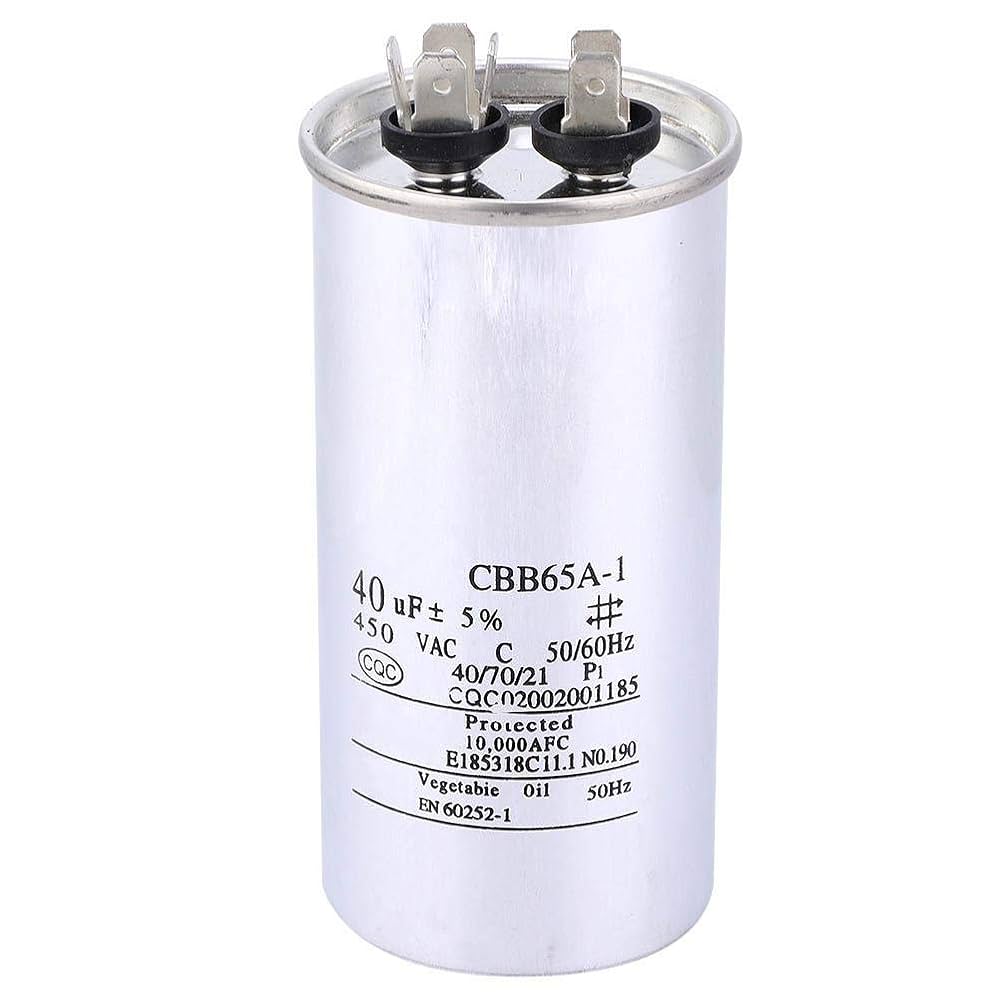 CBB65A-1
40 uF ± 5%
450 VAC C 50/60Hz
CQC 40/70/21 P1
CQC02002001185
Protected
10,000AFC
E185318C11.1 N0.190
Vegetabie Oil 50Hz
EN 60252-1